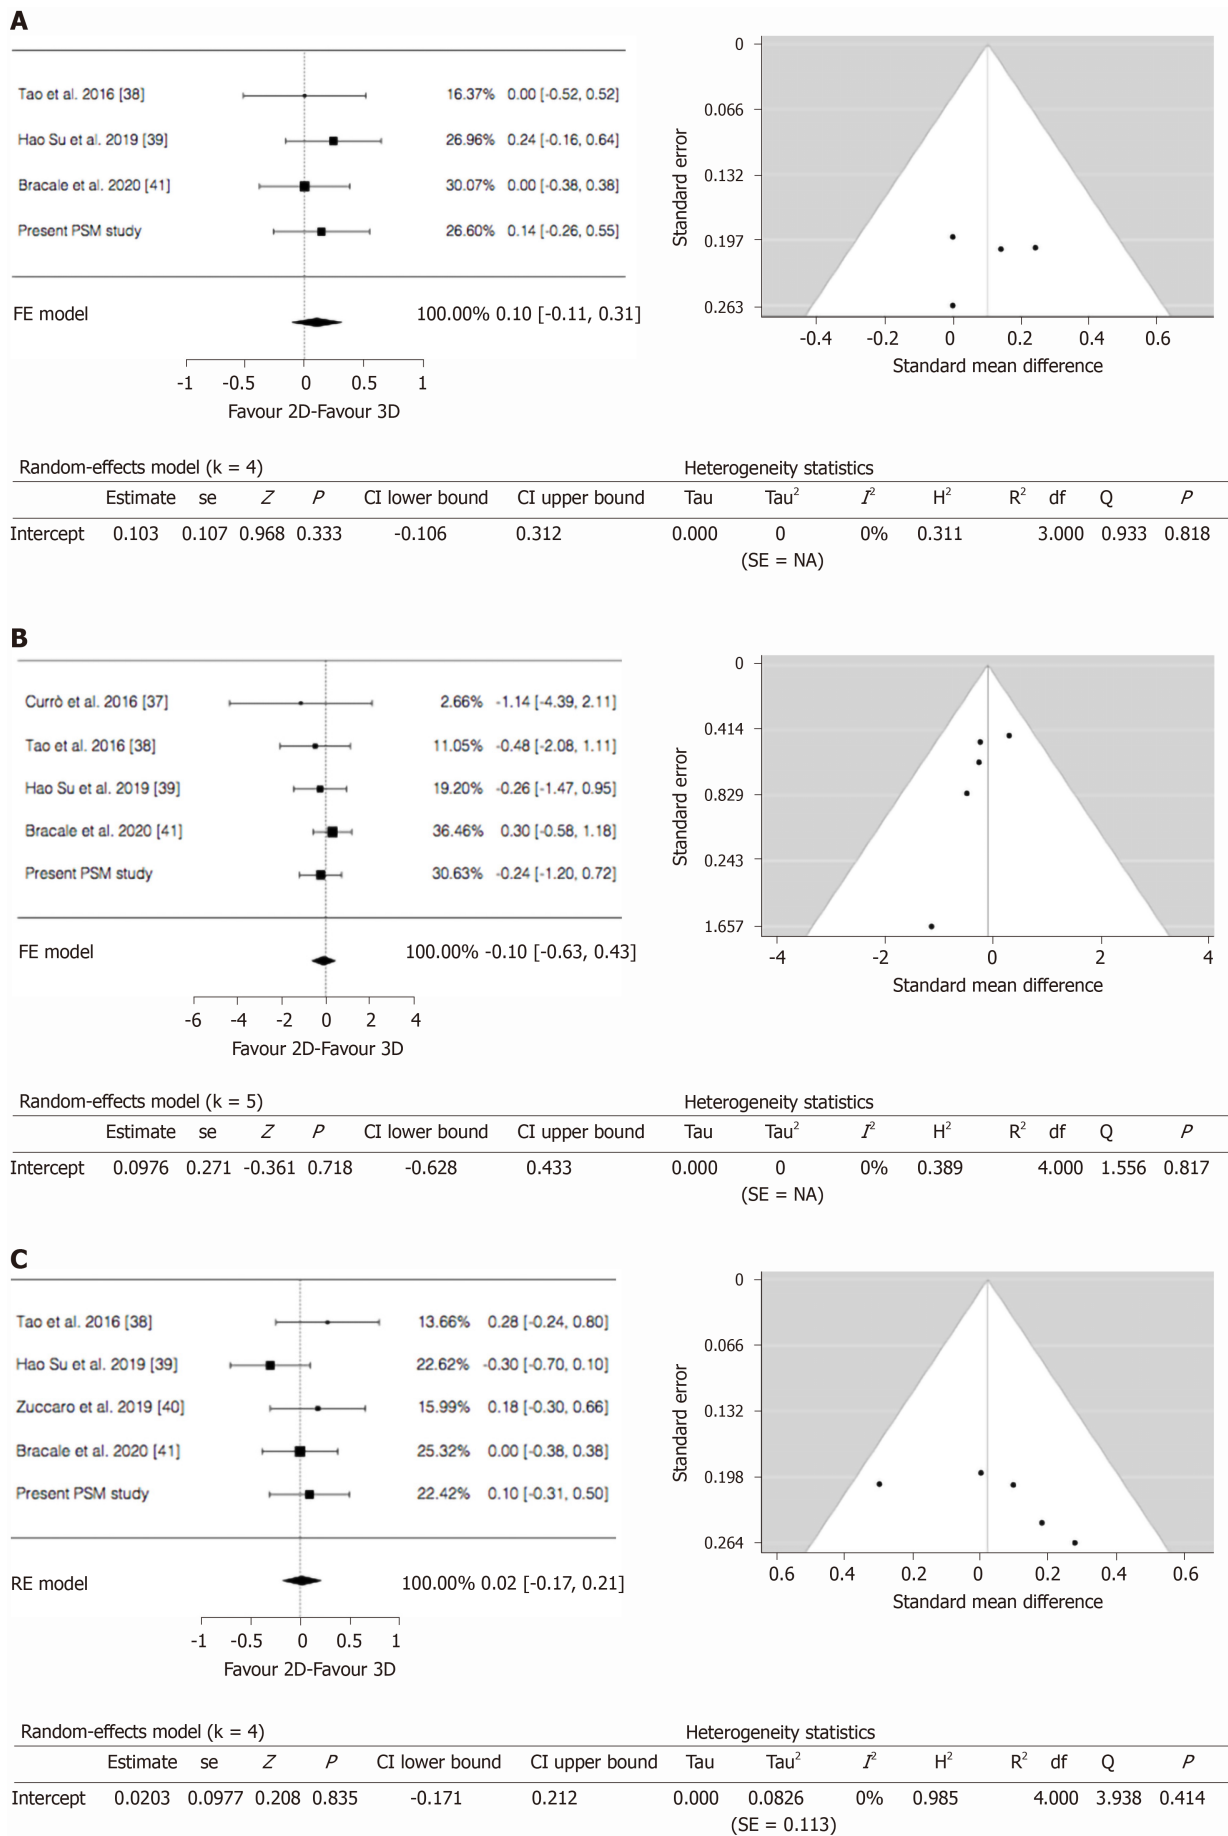 A
Tao et al. 2016 [38] 16.37% 0.00 [-0.52, 0.52]
Hao Su et al. 2019 [39] 26.96% 0.24 [-0.16, 0.64]
Bracale et al. 2020 [41] 30.07% 0.00 [-0.38, 0.38]
Present PSM study 26.60% 0.14 [-0.26, 0.55]
FE model 100.00% 0.10 [-0.11, 0.31]
-1 -0.5 0 0.5 1
Favour 2D-Favour 3D
Standard error
0
0.066
0.132
0.197
0.263
-0.4 -0.2 0 0.2 0.4 0.6
Standard mean difference
Random-effects model (k = 4) Heterogeneity statistics
Estimate se Z P CI lower bound CI upper bound Tau Tau² I² H² R² df Q P
Intercept 0.103 0.107 0.968 0.333 -0.106 0.312 0.000 0 0% 0.311 3.000 0.933 0.818
(SE = NA)
B
Currò et al. 2016 [37] 2.66% -1.14 [-4.39, 2.11]
Tao et al. 2016 [38] 11.05% -0.48 [-2.08, 1.11]
Hao Su et al. 2019 [39] 19.20% -0.26 [-1.47, 0.95]
Bracale et al. 2020 [41] 36.46% 0.30 [-0.58, 1.18]
Present PSM study 30.63% -0.24 [-1.20, 0.72]
FE model 100.00% -0.10 [-0.63, 0.43]
-6 -4 -2 0 2 4
Favour 2D-Favour 3D
Standard error
0
0.414
0.829
0.243
1.657
-4 -2 0 2 4
Standard mean difference
Random-effects model (k = 5) Heterogeneity statistics
Estimate se Z P CI lower bound CI upper bound Tau Tau² I² H² R² df Q P
Intercept 0.0976 0.271 -0.361 0.718 -0.628 0.433 0.000 0 0% 0.389 4.000 1.556 0.817
(SE = NA)
C
Tao et al. 2016 [38] 13.66% 0.28 [-0.24, 0.80]
Hao Su et al. 2019 [39] 22.62% -0.30 [-0.70, 0.10]
Zuccaro et al. 2019 [40] 15.99% 0.18 [-0.30, 0.66]
Bracale et al. 2020 [41] 25.32% 0.00 [-0.38, 0.38]
Present PSM study 22.42% 0.10 [-0.31, 0.50]
RE model 100.00% 0.02 [-0.17, 0.21]
-1 -0.5 0 0.5 1
Favour 2D-Favour 3D
Standard error
0
0.066
0.132
0.198
0.264
0.6 0.4 0.2 0 0.2 0.4 0.6
Standard mean difference
Random-effects model (k = 4) Heterogeneity statistics
Estimate se Z P CI lower bound CI upper bound Tau Tau² I² H² R² df Q P
Intercept 0.0203 0.0977 0.208 0.835 -0.171 0.212 0.000 0.0826 0% 0.985 4.000 3.938 0.414
(SE = 0.113)